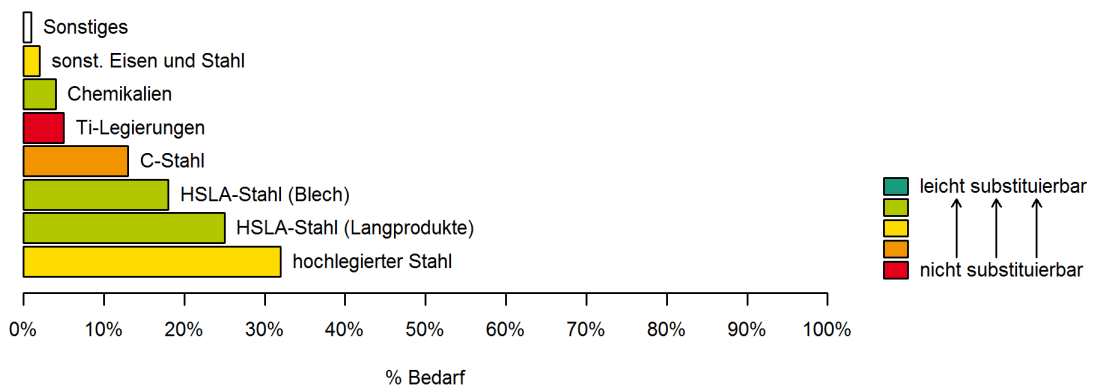 Sonstiges
sonst. Eisen und Stahl
Chemikalien
Ti-Legierungen
C-Stahl
HSLA-Stahl (Blech)
HSLA-Stahl (Langprodukte)
hochlegierter Stahl
0% 10% 20% 30% 40% 50% 60% 70% 80% 90% 100%
% Bedarf
leicht substituierbar
nicht substituierbar